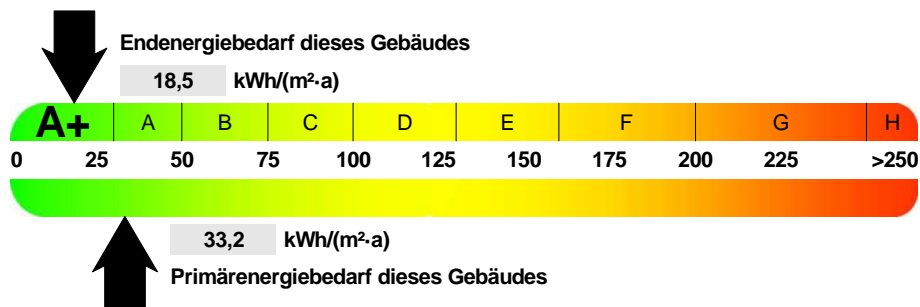 Endenergiebedarf dieses Gebäudes
18,5 kWh/(m²·a)
A+ A B C D E F G H
0 25 50 75 100 125 150 175 200 225 >250
33,2 kWh/(m²·a)
Primärenergiebedarf dieses Gebäudes